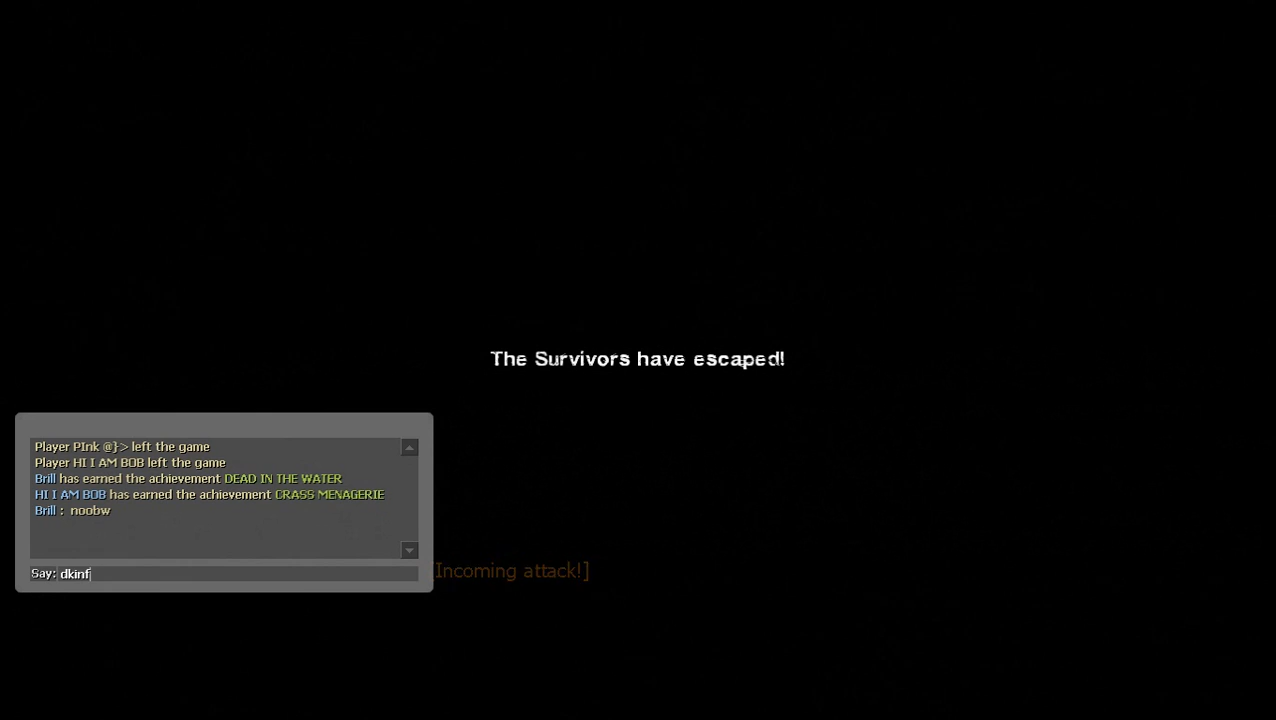 The Survivors have escaped!
Player PInk @}:> left the game
Player HI I AM BOB left the game
Brill has earned the achievement DEAD IN THE WATER
HI I AM BOB has earned the achievement CRASS MENAGERIE
Brill : noobw
[Incoming attack!]
Say: dkinf